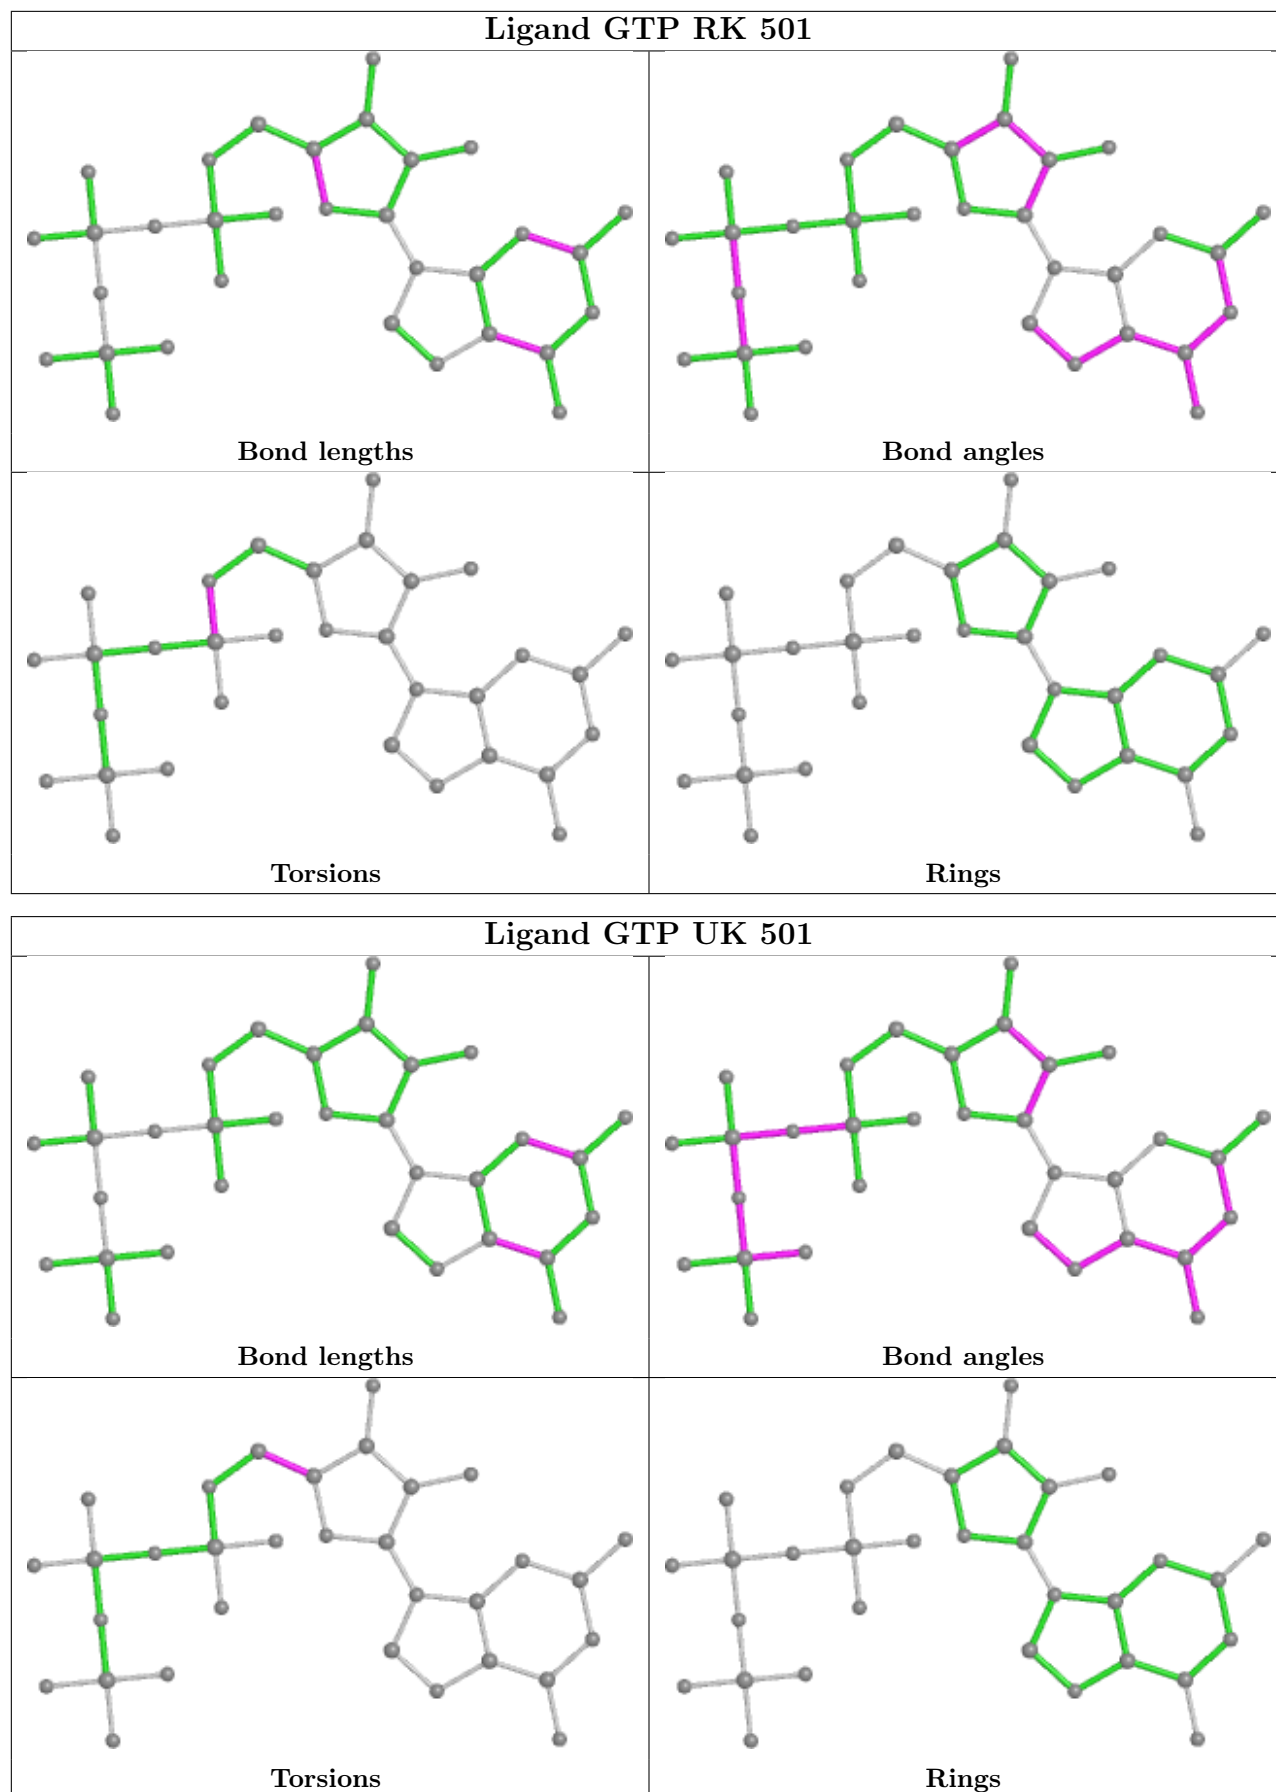 Ligand GTP RK 501
Bond lengths
Bond angles
Torsions
Rings
Ligand GTP UK 501
Bond lengths
Bond angles
Torsions
Rings